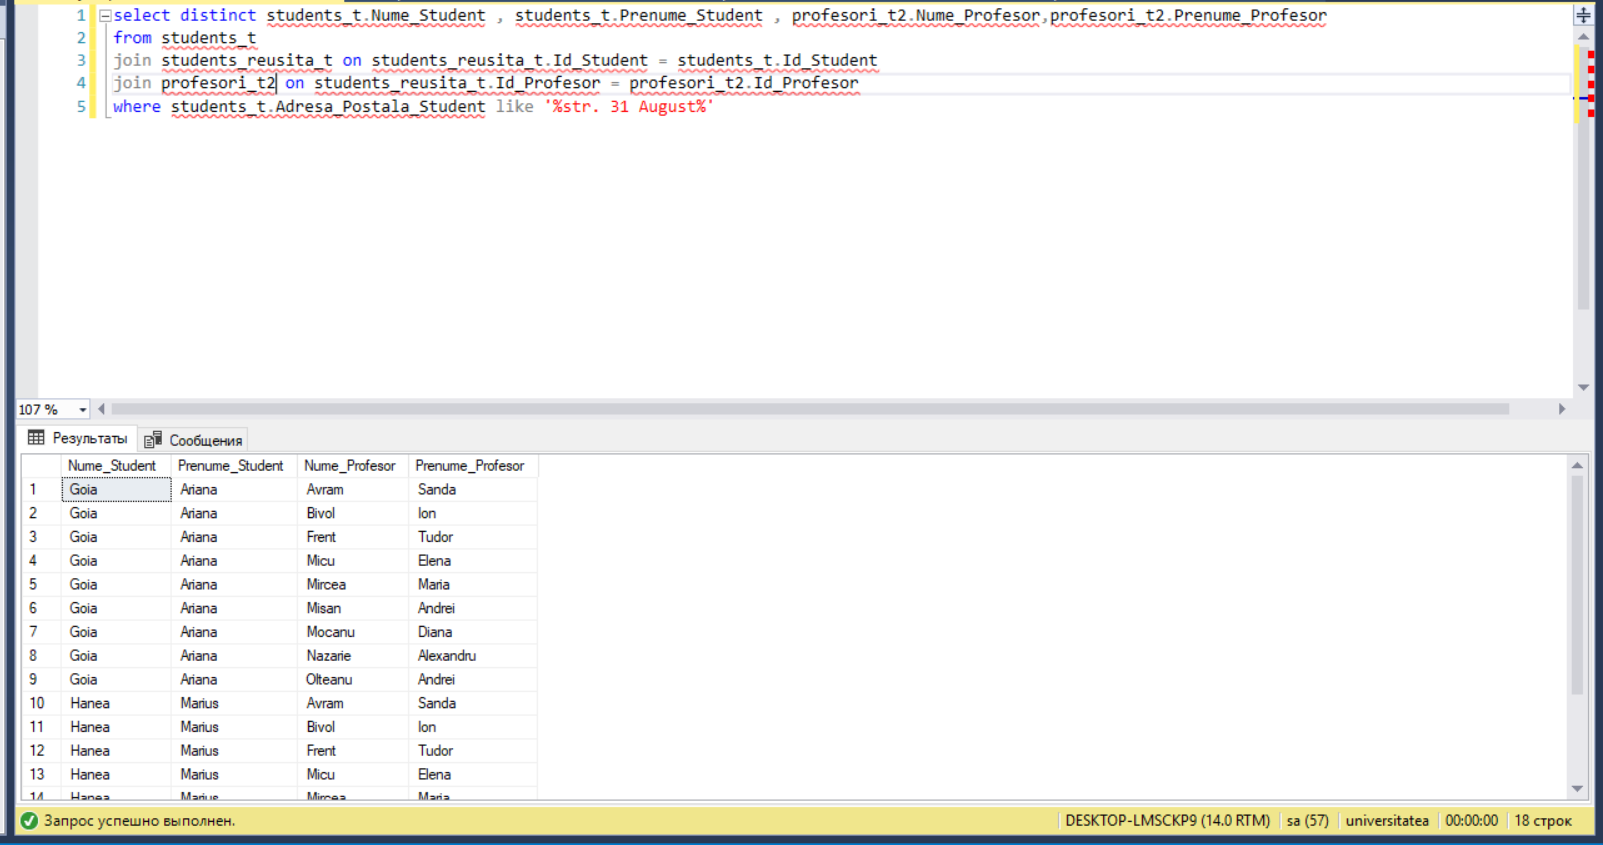 1 select distinct students_t.Nume_Student , students_t.Prenume_Student , profesori_t2.Nume_Profesor,profesori_t2.Prenume_Profesor
2 from students_t
3 join students_reusita_t on students_reusita_t.Id_Student = students_t.Id_Student
4 join profesori_t2 on students_reusita_t.Id_Profesor = profesori_t2.Id_Profesor
5 where students_t.Adresa_Postala_Student like '%str. 31 August%'
107 %
Результаты Сообщения
Nume_Student Prenume_Student Nume_Profesor Prenume_Profesor
1 Goia Ariana Avram Sanda
2 Goia Ariana Bivol Ion
3 Goia Ariana Frent Tudor
4 Goia Ariana Micu Elena
5 Goia Ariana Mircea Maria
6 Goia Ariana Misan Andrei
7 Goia Ariana Mocanu Diana
8 Goia Ariana Nazarie Alexandru
9 Goia Ariana Olteanu Andrei
10 Hanea Marius Avram Sanda
11 Hanea Marius Bivol Ion
12 Hanea Marius Frent Tudor
13 Hanea Marius Micu Elena
14 Hanea Marius Mircea Maria
Запрос успешно выполнен. DESKTOP-LMSCKP9 (14.0 RTM) sa (57) universitatea 00:00:00 18 строк